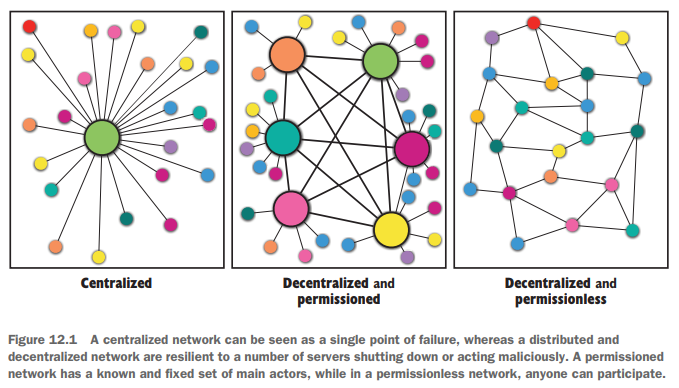 Centralized
Decentralized and
permissioned
Decentralized and
permissionless
Figure 12.1 A centralized network can be seen as a single point of failure, whereas a distributed and
decentralized network are resilient to a number of servers shutting down or acting maliciously. A permissioned
network has a known and fixed set of main actors, while in a permissionless network, anyone can participate.